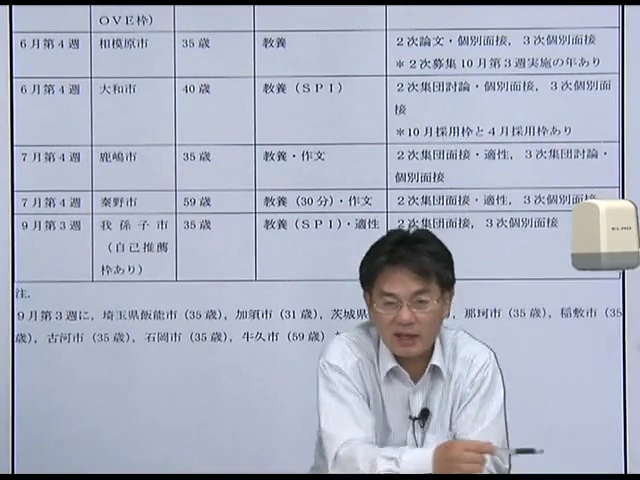 OVE枠）
6月第4週 相模原市 35歳 教養 2次論文・個別面接，3次個別面接
＊2次募集10月第3週実施の年あり
6月第4週 大和市 40歳 教養（SPI） 2次集団討論・個別面接，3次個別面
接
＊10月採用枠と4月採用枠あり
7月第4週 鹿嶋市 35歳 教養・作文 2次集団面接・適性，3次集団討論・
個別面接
7月第4週 秦野市 59歳 教養（30分）・作文 2次集団面接・適性，3次個別面接
9月第3週 我孫子市 35歳 教養（SPI）・適性 2次集団面接，3次個別面接
（自己推薦
枠あり）
ELMO
注．
9月第3週に，埼玉県飯能市（35歳），加須市（31歳），茨城県 ，那珂市（35歳），稲敷市（35
歳），古河市（35歳），石岡市（35歳），牛久市（59歳）